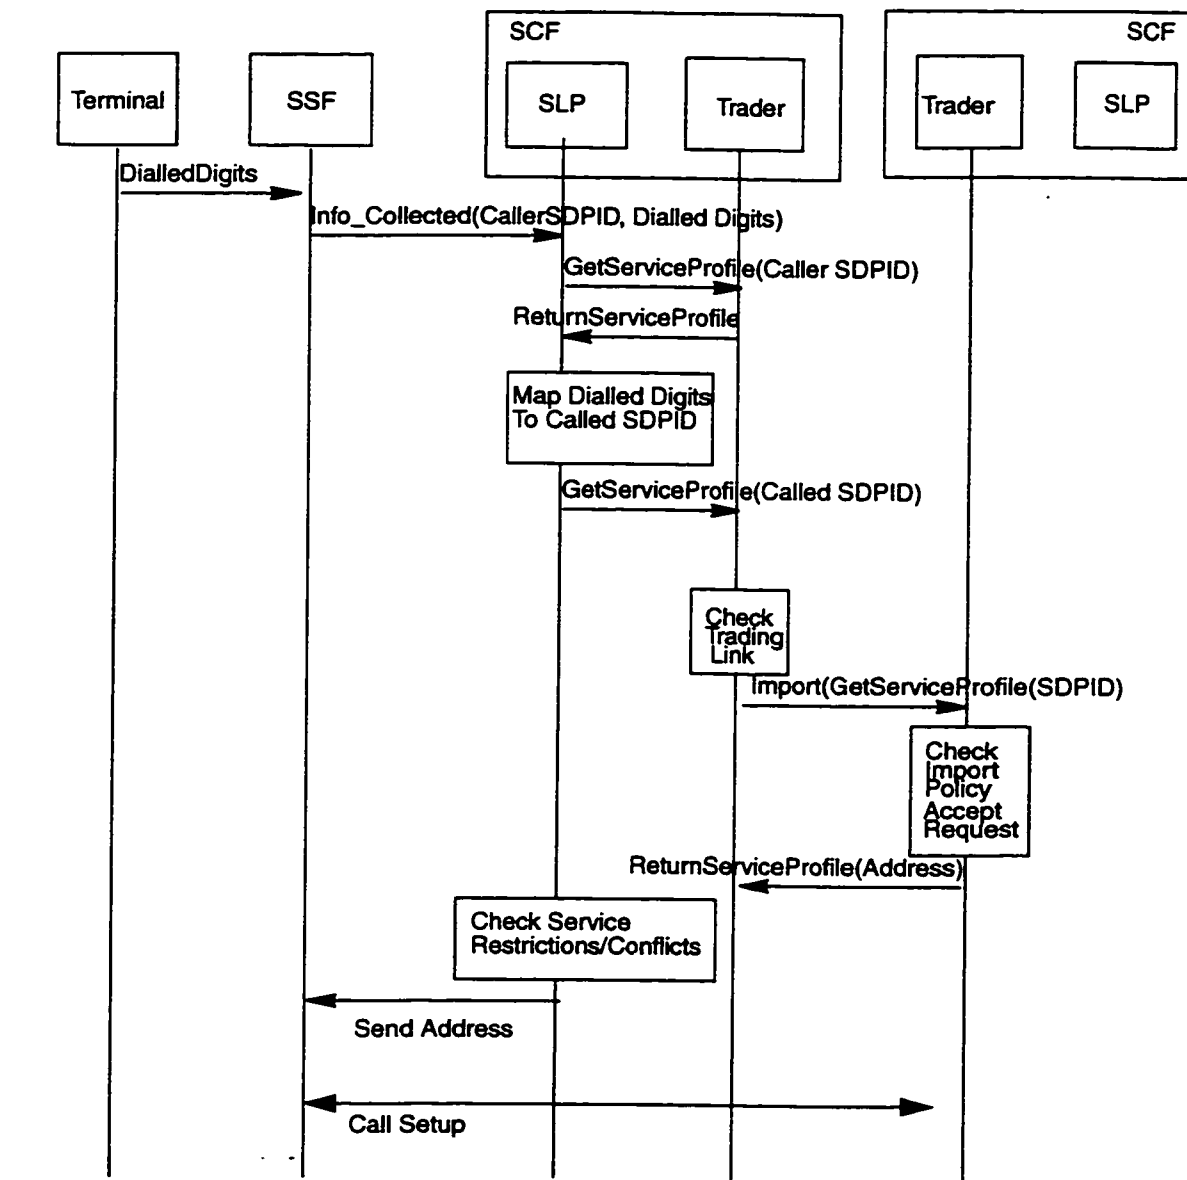 SCF
SCF
Terminal
SSF
SLP
Trader
Trader
SLP
DialledDigits
Info_Collected(CallerSDPID, Dialled Digits)
GetServiceProfile(Caller SDPID)
ReturnServiceProfile
Map Dialled Digits
To Called SDPID
GetServiceProfile(Called SDPID)
Check
Trading
Link
Import(GetServiceProfile(SDPID)
Check
Import
Policy
Accept
Request
ReturnServiceProfile(Address)
Check Service
Restrictions/Conflicts
Send Address
Call Setup